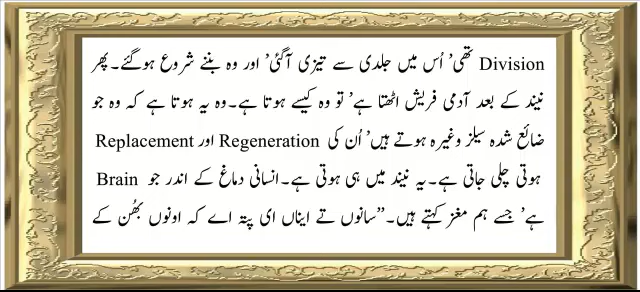 Division تھی’ اُس میں جلدی سے تیزی آگئی’ اور وہ بننے شروع ہوگئے۔پھر
نیند کے بعد آدمی فریش اٹھتا ہے’ تو وہ کیسے ہوتا ہے۔وہ یہ ہوتا ہے کہ وہ جو
ضائع شدہ سیلز وغیرہ ہوتے ہیں’ اُن کی Regeneration اور Replacement
ہوتی چلی جاتی ہے۔یہ نیند میں ہی ہوتی ہے۔انسانی دماغ کے اندر جو Brain
ہے’ جسے ہم مغز کہتے ہیں۔’’سانوں تے ایناں ای پتہ اے کہ اونوں بھُن کے